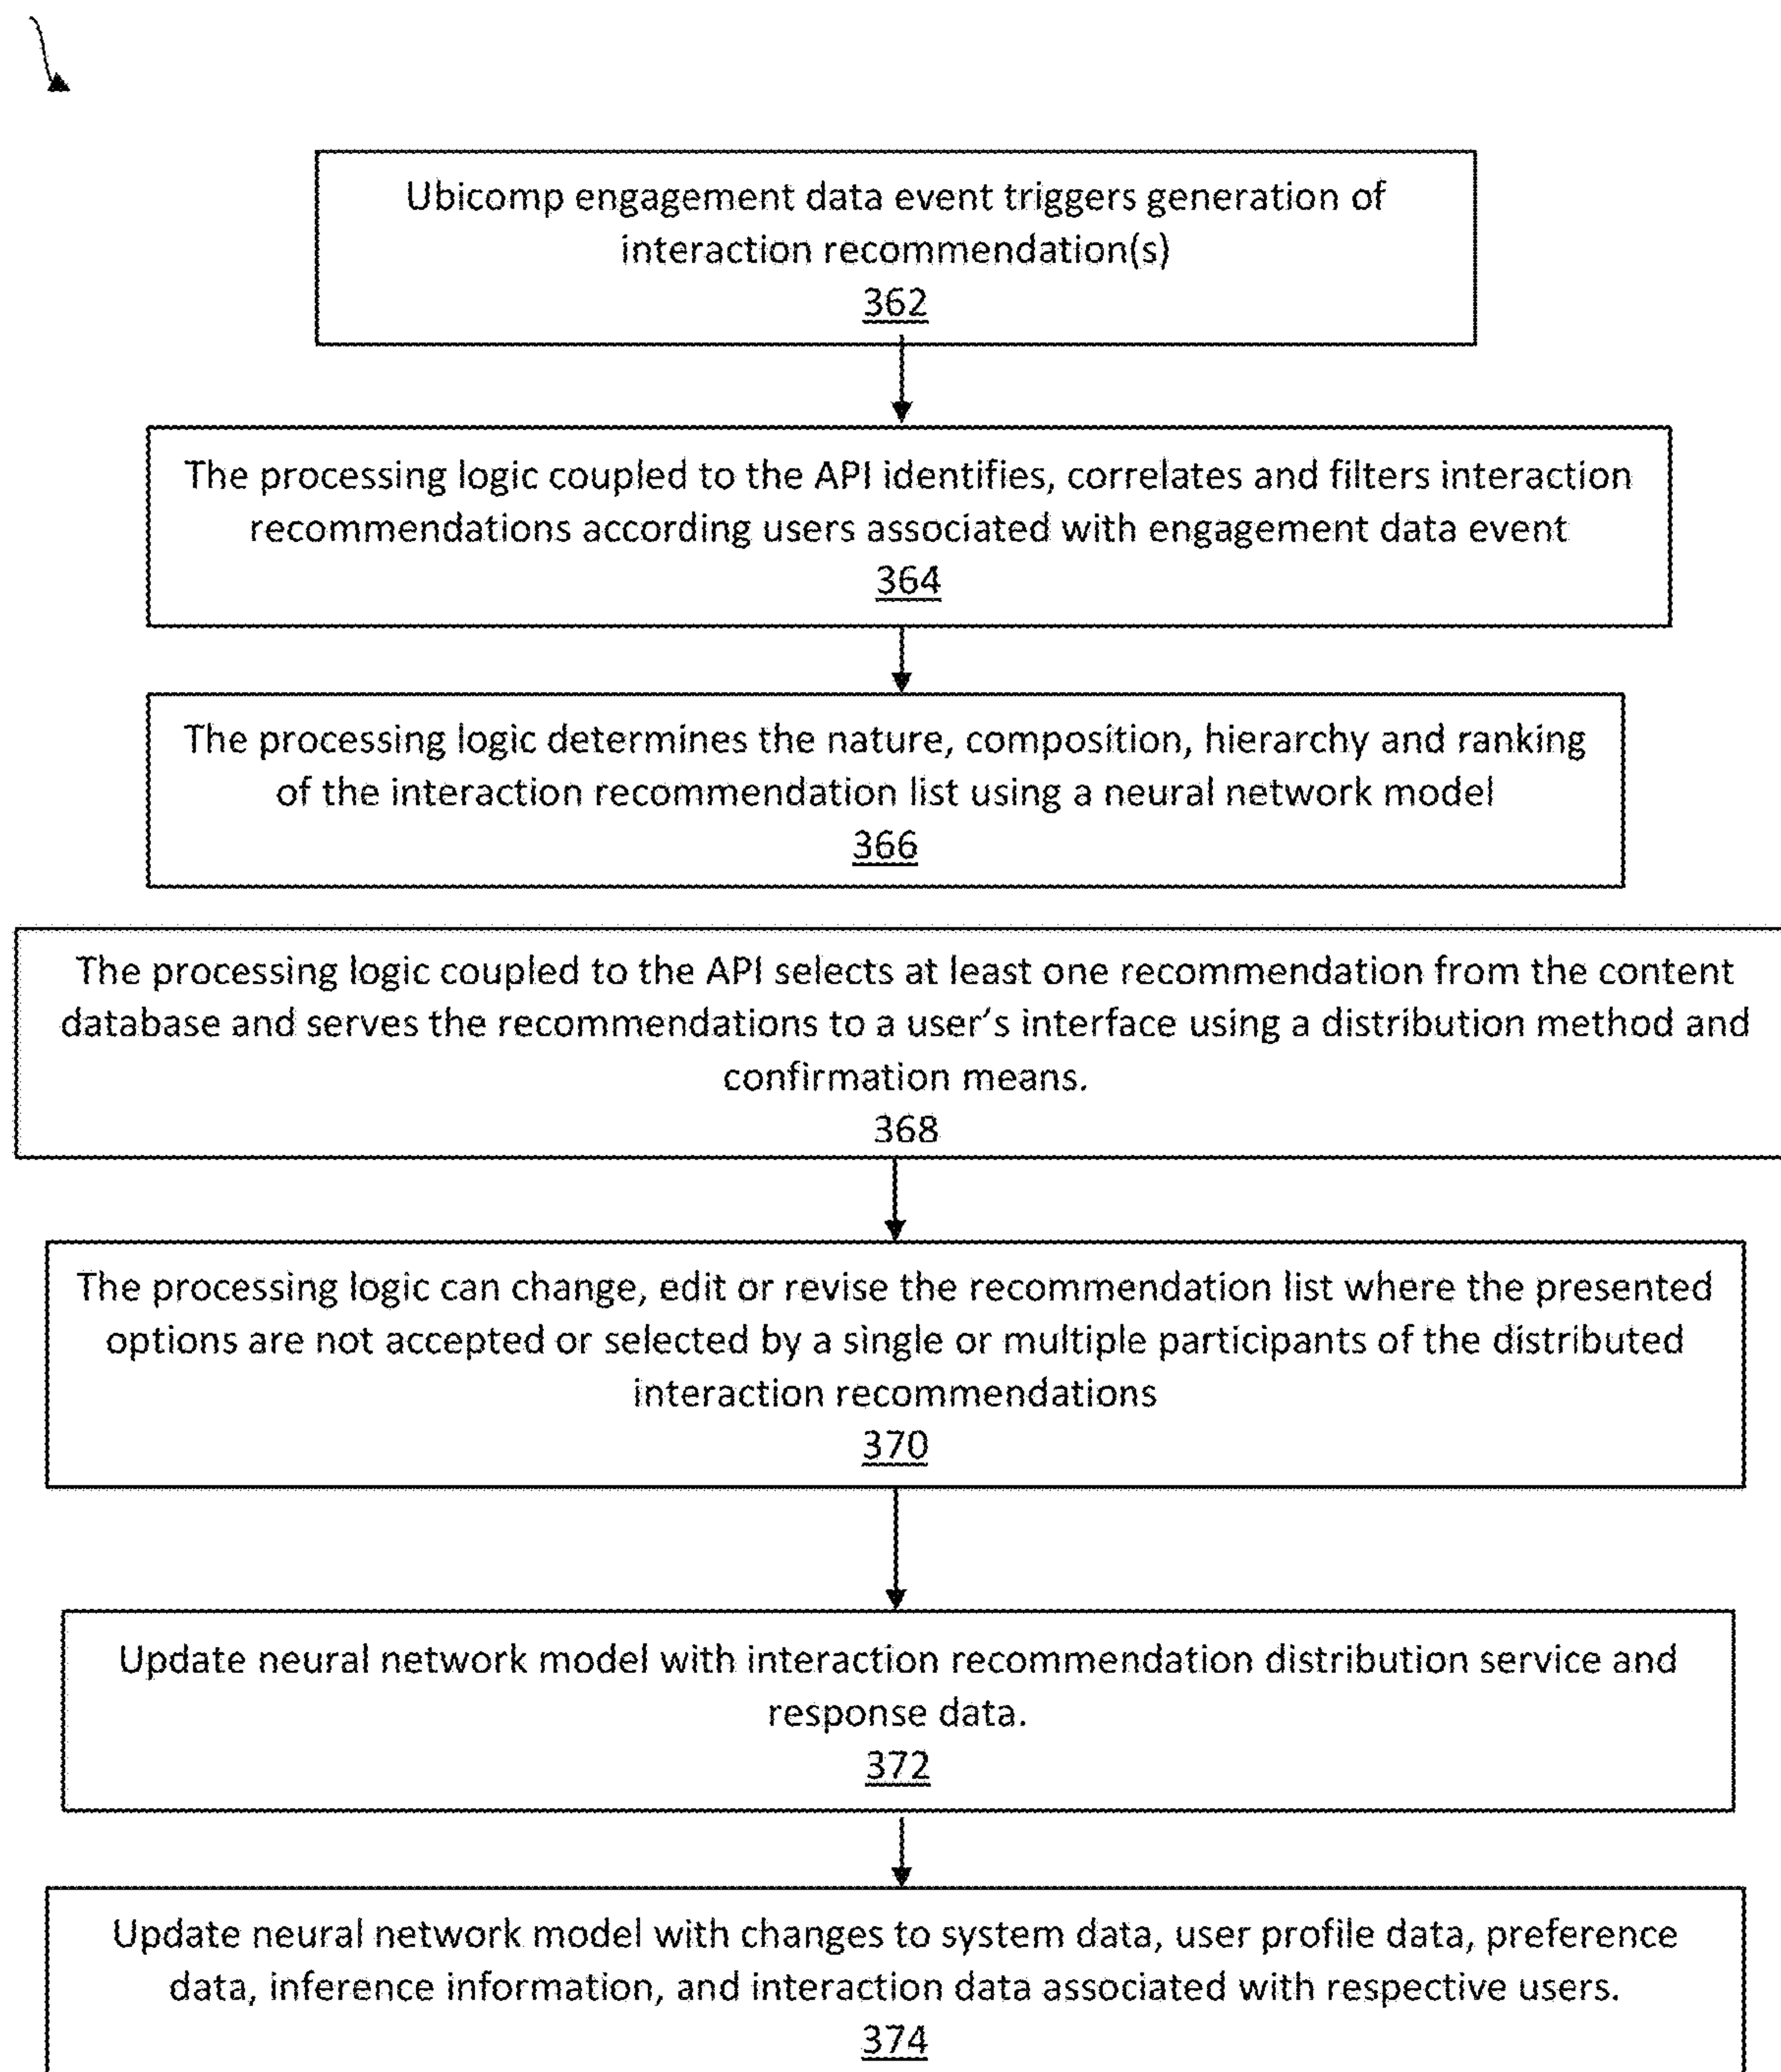 Ubicomp engagement data event triggers generation of
interaction recommendation(s)
362
The processing logic coupled to the API identifies, correlates and filters interaction
recommendations according users associated with engagement data event
364
The processing logic determines the nature, composition, hierarchy and ranking
of the interaction recommendation list using a neural network model
366
The processing logic coupled to the API selects at least one recommendation from the content
database and serves the recommendations to a user's interface using a distribution method and
confirmation means.
368
The processing logic can change, edit or revise the recommendation list where the presented
options are not accepted or selected by a single or multiple participants of the distributed
interaction recommendations
370
Update neural network model with interaction recommendation distribution service and
response data.
372
Update neural network model with changes to system data, user profile data, preference
data, inference information, and interaction data associated with respective users.
374